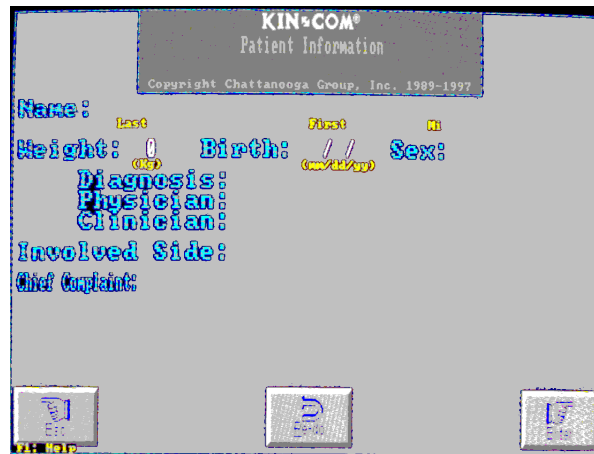 KIN-COM®
Patient Information
Copyright Chattanooga Group, Inc. 1989-1997
Name:
Last First Mi
Weight: 0 Birth: / / Sex:
(Kg) (mm/dd/yy)
Diagnosis:
Physician:
Clinician:
Involved Side:
Chief Complaint:
Esc
F1: Help